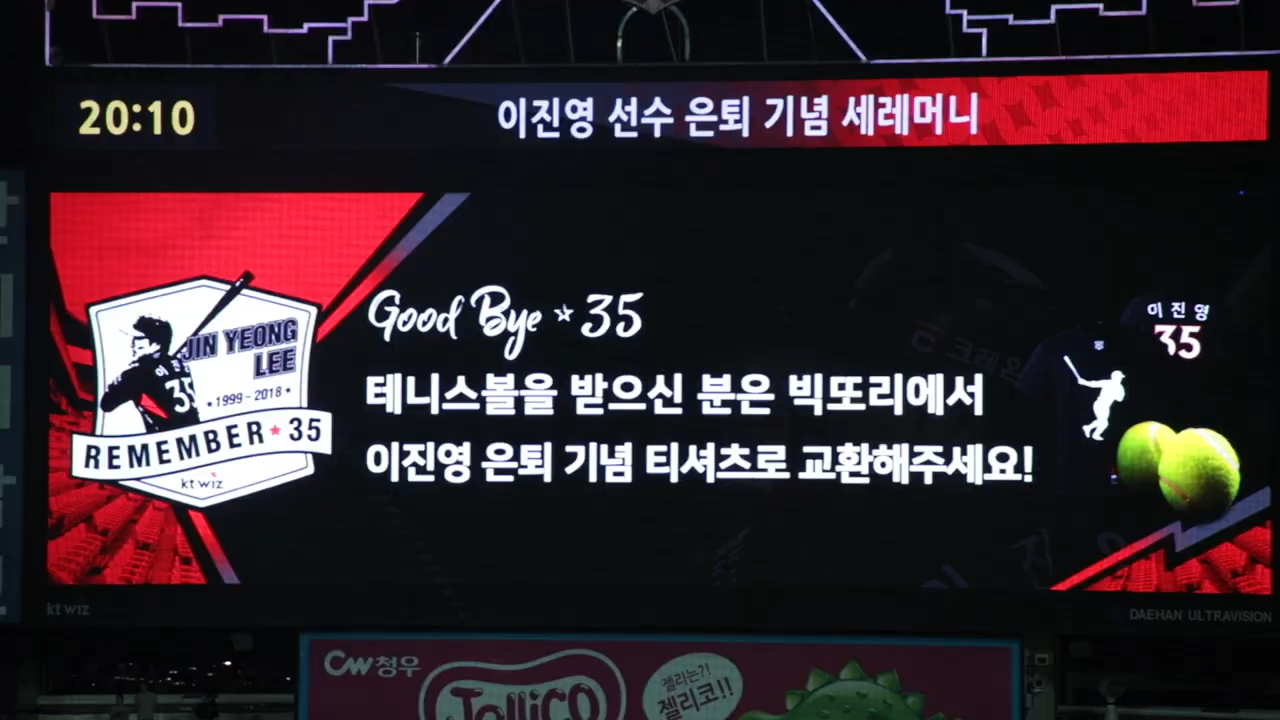 20:10
이진영 선수 은퇴 기념 세레머니
Good Bye ☆ 35
테니스볼을 받으신 분은 빅또리에서
이진영 은퇴 기념 티셔츠로 교환해주세요!
JIN YEONG
LEE
35
★1999-2018★
REMEMBER★35
kt wiz
이진영
35
kt wiz
DAEHAN ULTRAVISION
CW청우
Jellico
젤리는?!
젤리코!!